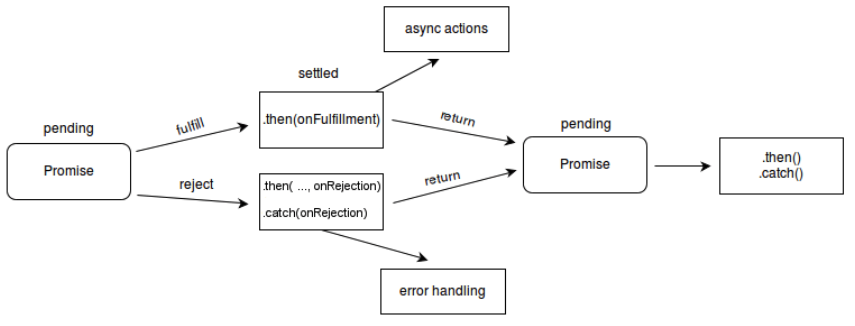 async actions
settled
.then(onFulfillment)
fulfill
return
pending
Promise
pending
Promise
.then()
.catch()
reject
.then( ..., onRejection)
.catch(onRejection)
return
error handling